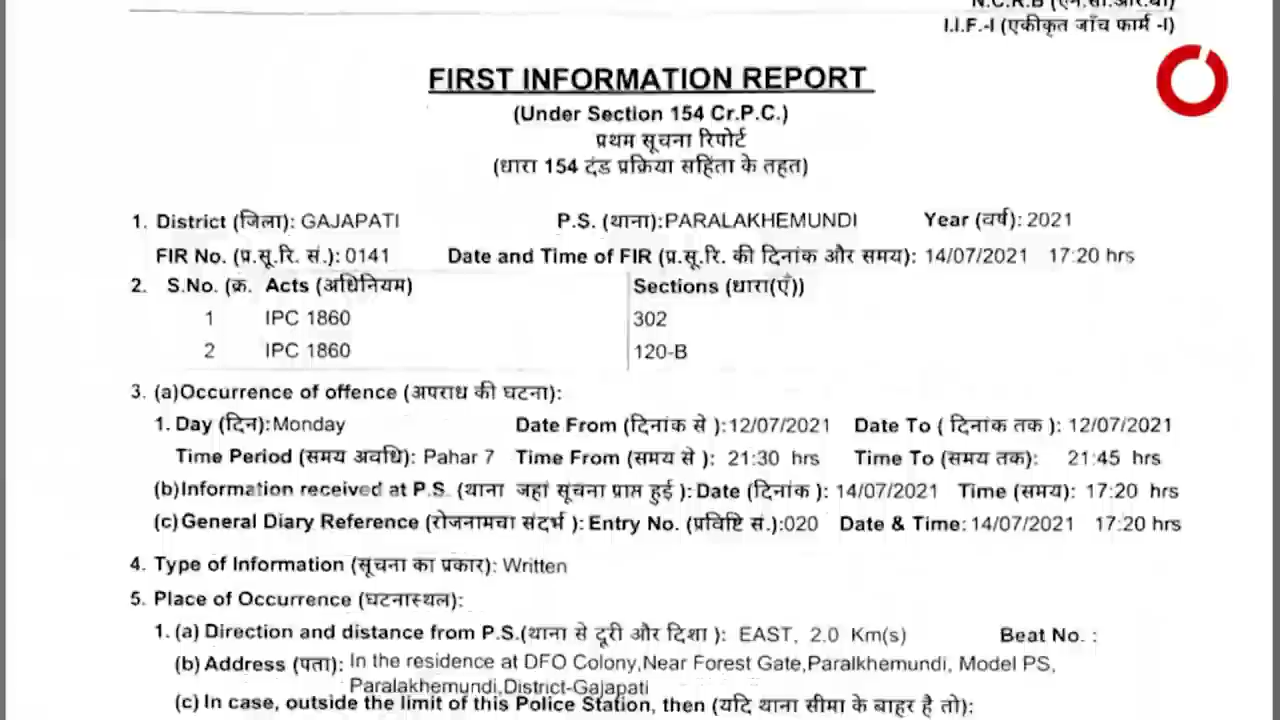 N.C.R.B (एन.सी.आर.बी)
I.I.F.-I (एकीकृत जाँच फार्म -I)
FIRST INFORMATION REPORT
(Under Section 154 Cr.P.C.)
प्रथम सूचना रिपोर्ट
(धारा 154 दंड प्रक्रिया सहिता के तहत)
1. District (जिला): GAJAPATI P.S. (थाना):PARALAKHEMUNDI Year (वर्ष): 2021
FIR No. (प्र.सू.रि. सं.): 0141 Date and Time of FIR (प्र.सू.रि. की दिनांक और समय): 14/07/2021 17:20 hrs
2. S.No. (क्र. Acts (अधिनियम) Sections (धारा(एँ))
1 IPC 1860 302
2 IPC 1860 120-B
3. (a)Occurrence of offence (अपराध की घटना):
1. Day (दिन):Monday Date From (दिनांक से ):12/07/2021 Date To ( दिनांक तक ): 12/07/2021
Time Period (समय अवधि): Pahar 7 Time From (समय से ): 21:30 hrs Time To (समय तक): 21:45 hrs
(b)Information received at P.S. (थाना जहां सूचना प्राप्त हुई ): Date (दिनांक ): 14/07/2021 Time (समय): 17:20 hrs
(c)General Diary Reference (रोजनामचा संदर्भ ): Entry No. (प्रविष्टि सं.):020 Date & Time: 14/07/2021 17:20 hrs
4. Type of Information (सूचना का प्रकार): Written
5. Place of Occurrence (घटनास्थल):
1. (a) Direction and distance from P.S.(थाना से दूरी और दिशा ): EAST, 2.0 Km(s) Beat No. :
(b) Address (पता): In the residence at DFO Colony,Near Forest Gate,Paralkhemundi, Model PS,
Paralakhemundi,District-Gajapati
(c) In case, outside the limit of this Police Station, then (यदि थाना सीमा के बाहर है तो):